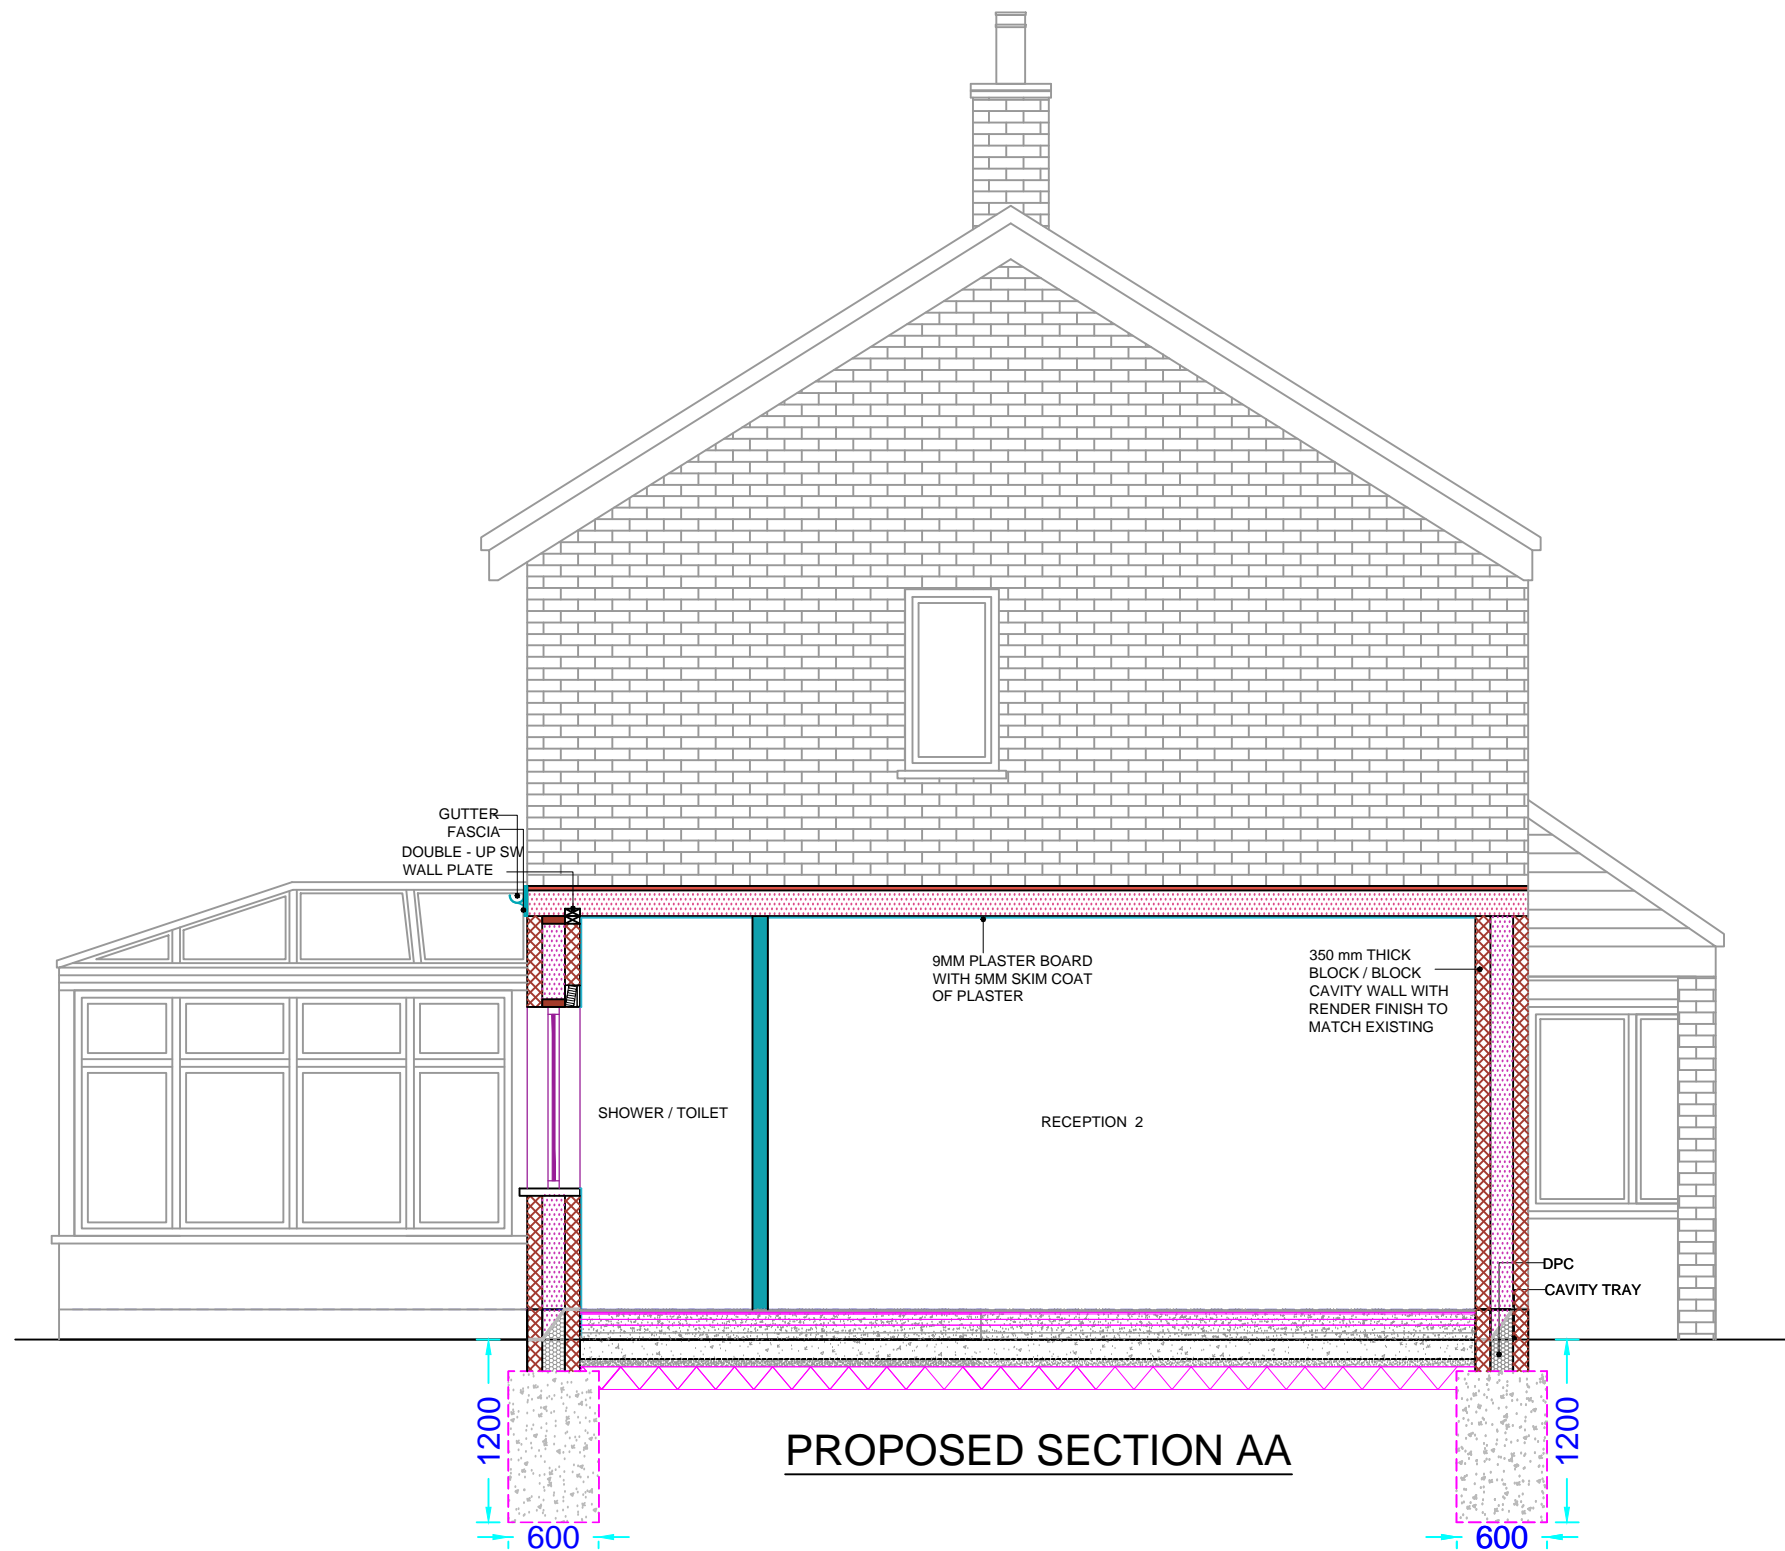 GUTTER
FASCIA
DOUBLE - UP SW
WALL PLATE
9MM PLASTER BOARD
WITH 5MM SKIM COAT
OF PLASTER
350 mm THICK
BLOCK / BLOCK
CAVITY WALL WITH
RENDER FINISH TO
MATCH EXISTING
SHOWER / TOILET
RECEPTION 2
DPC
CAVITY TRAY
1200
1200
PROPOSED SECTION AA
600
600